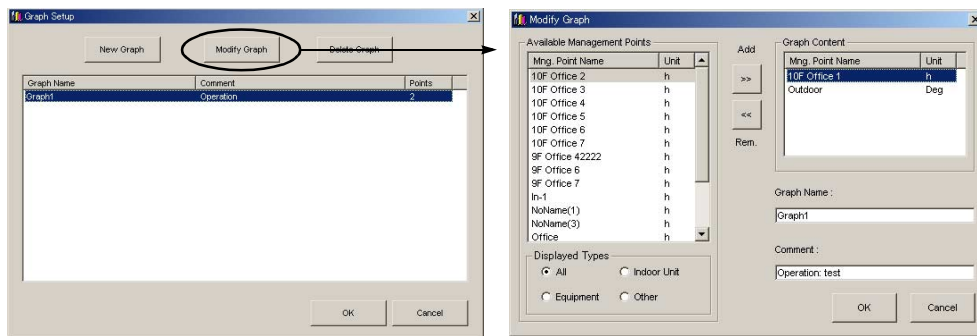 Graph Setup
New Graph
Modify Graph
Delete Graph
Graph Name Comment Points
Graph1 Operation 2
OK
Cancel
Modify Graph
Available Management Points
Mng. Point Name Unit
10F Office 2 h
10F Office 3 h
10F Office 4 h
10F Office 5 h
10F Office 6 h
10F Office 7 h
9F Office 42222 h
9F Office 6 h
9F Office 7 h
In-1 h
NoName(1) h
NoName(3) h
Office h
Displayed Types
All
Indoor Unit
Equipment
Other
Add
>>
<<
Rem.
Graph Content
Mng. Point Name Unit
10F Office 1 h
Outdoor Deg
Graph Name :
Graph1
Comment :
Operation: test
OK
Cancel